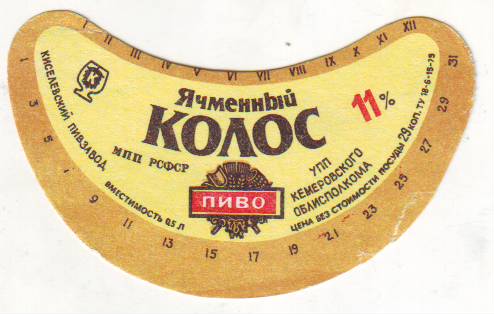 I II III IV V VI VII VIII IX X XI XII
К
КИСЕЛЕВСКИЙ ПИВЗАВОД
Ячменный
КОЛОС
11%
МПП РСФСР
ПИВО
УПП
КЕМЕРОВСКОГО
ОБЛИСПОЛКОМА
ВМЕСТИМОСТЬ 0,5 л
ЦЕНА БЕЗ СТОИМОСТИ ПОСУДЫ 29 КОП. ТУ 18-6-15-79
1 3 5 7 9 11 13 15 17 19 21 23 25 27 29 31